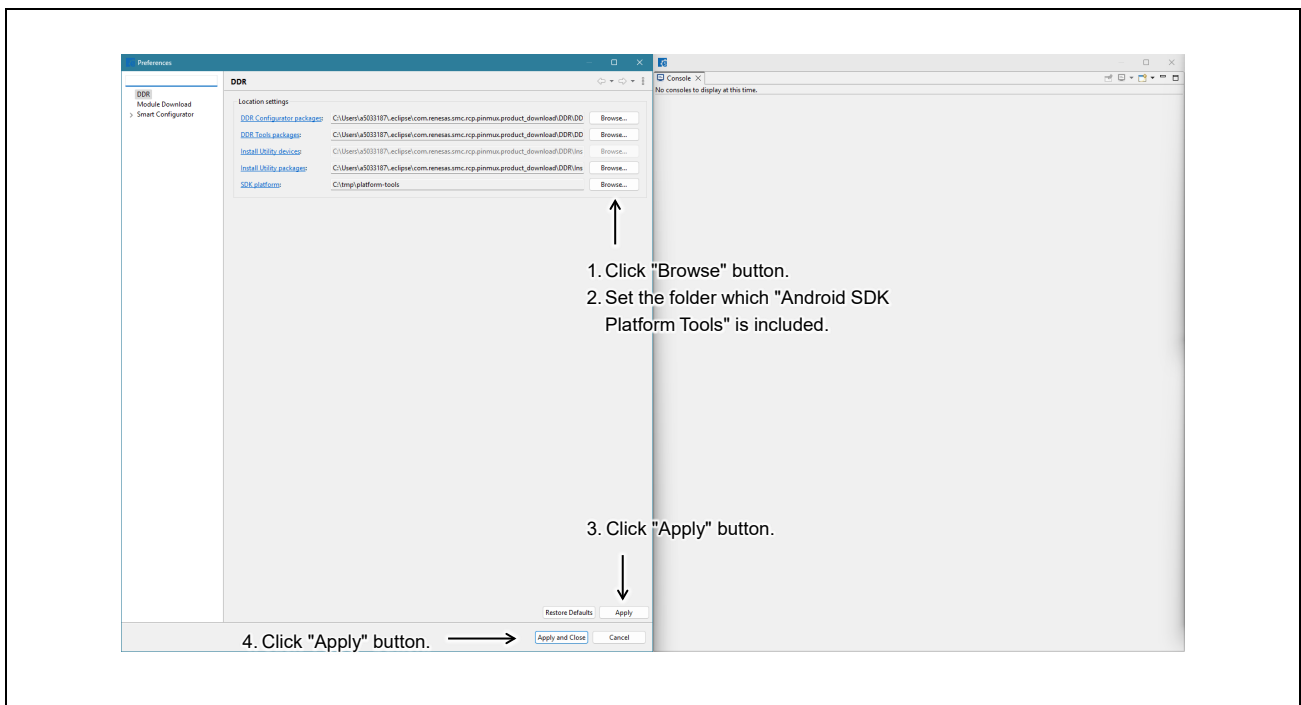 Preferences
DDR
DDR
Module Download
Smart Configurator
Location settings
DDR Configurator packages: C:\Users\a5033187\.eclipse\com.renesas.smc.rcp.pinmux.product_download\DDR\DD Browse...
DDR Tools packages: C:\Users\a5033187\.eclipse\com.renesas.smc.rcp.pinmux.product_download\DDR\DD Browse...
Install Utility devices: C:\Users\a5033187\.eclipse\com.renesas.smc.rcp.pinmux.product_download\DDR\Ins Browse...
Install Utility packages: C:\Users\a5033187\.eclipse\com.renesas.smc.rcp.pinmux.product_download\DDR\Ins Browse...
SDK platform: C:\tmp\platform-tools Browse...
Console
No consoles to display at this time.
1. Click "Browse" button.
2. Set the folder which "Android SDK
Platform Tools" is included.
3. Click "Apply" button.
Restore Defaults Apply
4. Click "Apply" button.
Apply and Close Cancel